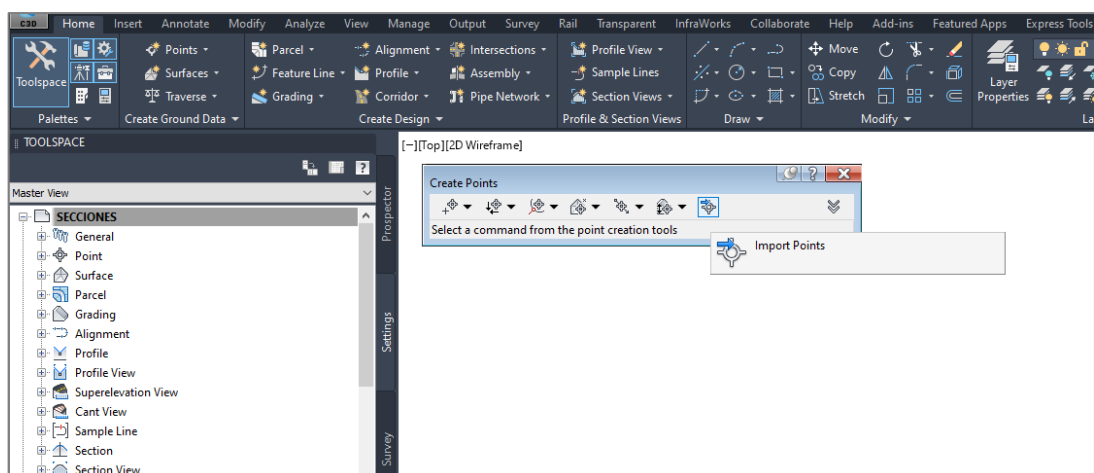 C3D Home Insert Annotate Modify Analyze View Manage Output Survey Rail Transparent InfraWorks Collaborate Help Add-ins Featured Apps Express Tools
Toolspace
Points Parcel Alignment Intersections Profile View Move
Surfaces Feature Line Profile Assembly Sample Lines Copy
Traverse Grading Corridor Pipe Network Section Views Stretch
Layer
Properties
Palettes Create Ground Data Create Design Profile & Section Views Draw Modify La
TOOLSPACE
[−][Top][2D Wireframe]
Master View
Prospector
Settings
Survey
SECCIONES
General
Point
Surface
Parcel
Grading
Alignment
Profile
Profile View
Superelevation View
Cant View
Sample Line
Section
Section View
Create Points
Select a command from the point creation tools
Import Points